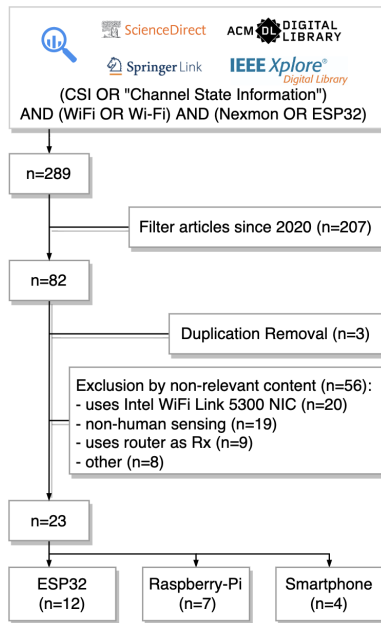 ScienceDirect
ACM DL DIGITAL LIBRARY
Springer Link
IEEE Xplore®
Digital Library
(CSI OR "Channel State Information")
AND (WiFi OR Wi-Fi) AND (Nexmon OR ESP32)
n=289
Filter articles since 2020 (n=207)
n=82
Duplication Removal (n=3)
Exclusion by non-relevant content (n=56):
- uses Intel WiFi Link 5300 NIC (n=20)
- non-human sensing (n=19)
- uses router as Rx (n=9)
- other (n=8)
n=23
ESP32
(n=12)
Raspberry-Pi
(n=7)
Smartphone
(n=4)